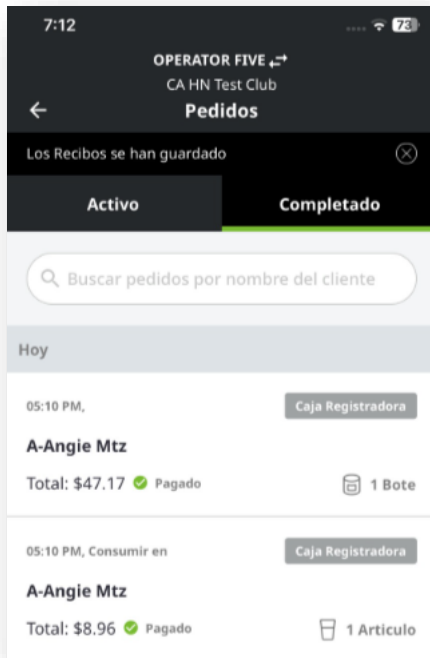 7:12
73
OPERATOR FIVE
CA HN Test Club
Pedidos
Los Recibos se han guardado
Activo
Completado
Buscar pedidos por nombre del cliente
Hoy
05:10 PM,
Caja Registradora
A-Angie Mtz
Total: $47.17 Pagado
1 Bote
05:10 PM, Consumir en
Caja Registradora
A-Angie Mtz
Total: $8.96 Pagado
1 Articulo